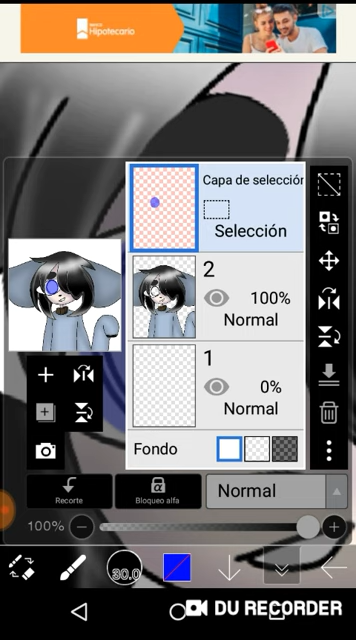 BANCO
Hipotecario
Capa de selección
Selección
2
100%
Normal
1
0%
Normal
Fondo
Recorte
Bloqueo alfa
Normal
100%
30.0
DU RECORDER